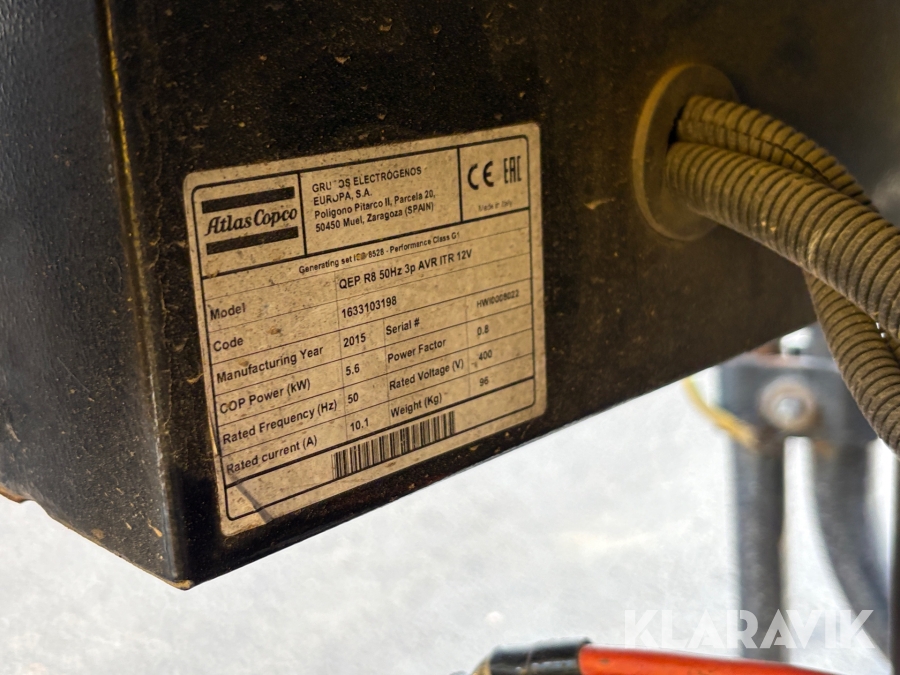 Atlas Copco
GRUPOS ELECTRÓGENOS
EUROPA, S.A.
Poligono Pitarco II, Parcela 20,
50450 Muel, Zaragoza (SPAIN)
CE EAC
Made in Italy
Generating set ISO 8528 - Performance Class G1
Model QEP R8 50Hz 3p AVR ITR 12V
Code 1633103198
Manufacturing Year 2015 Serial # HWI0008022
COP Power (kW) 5.6 Power Factor 0.8
Rated Frequency (Hz) 50 Rated Voltage (V) 400
Rated current (A) 10.1 Weight (Kg) 96
KLARAVIK